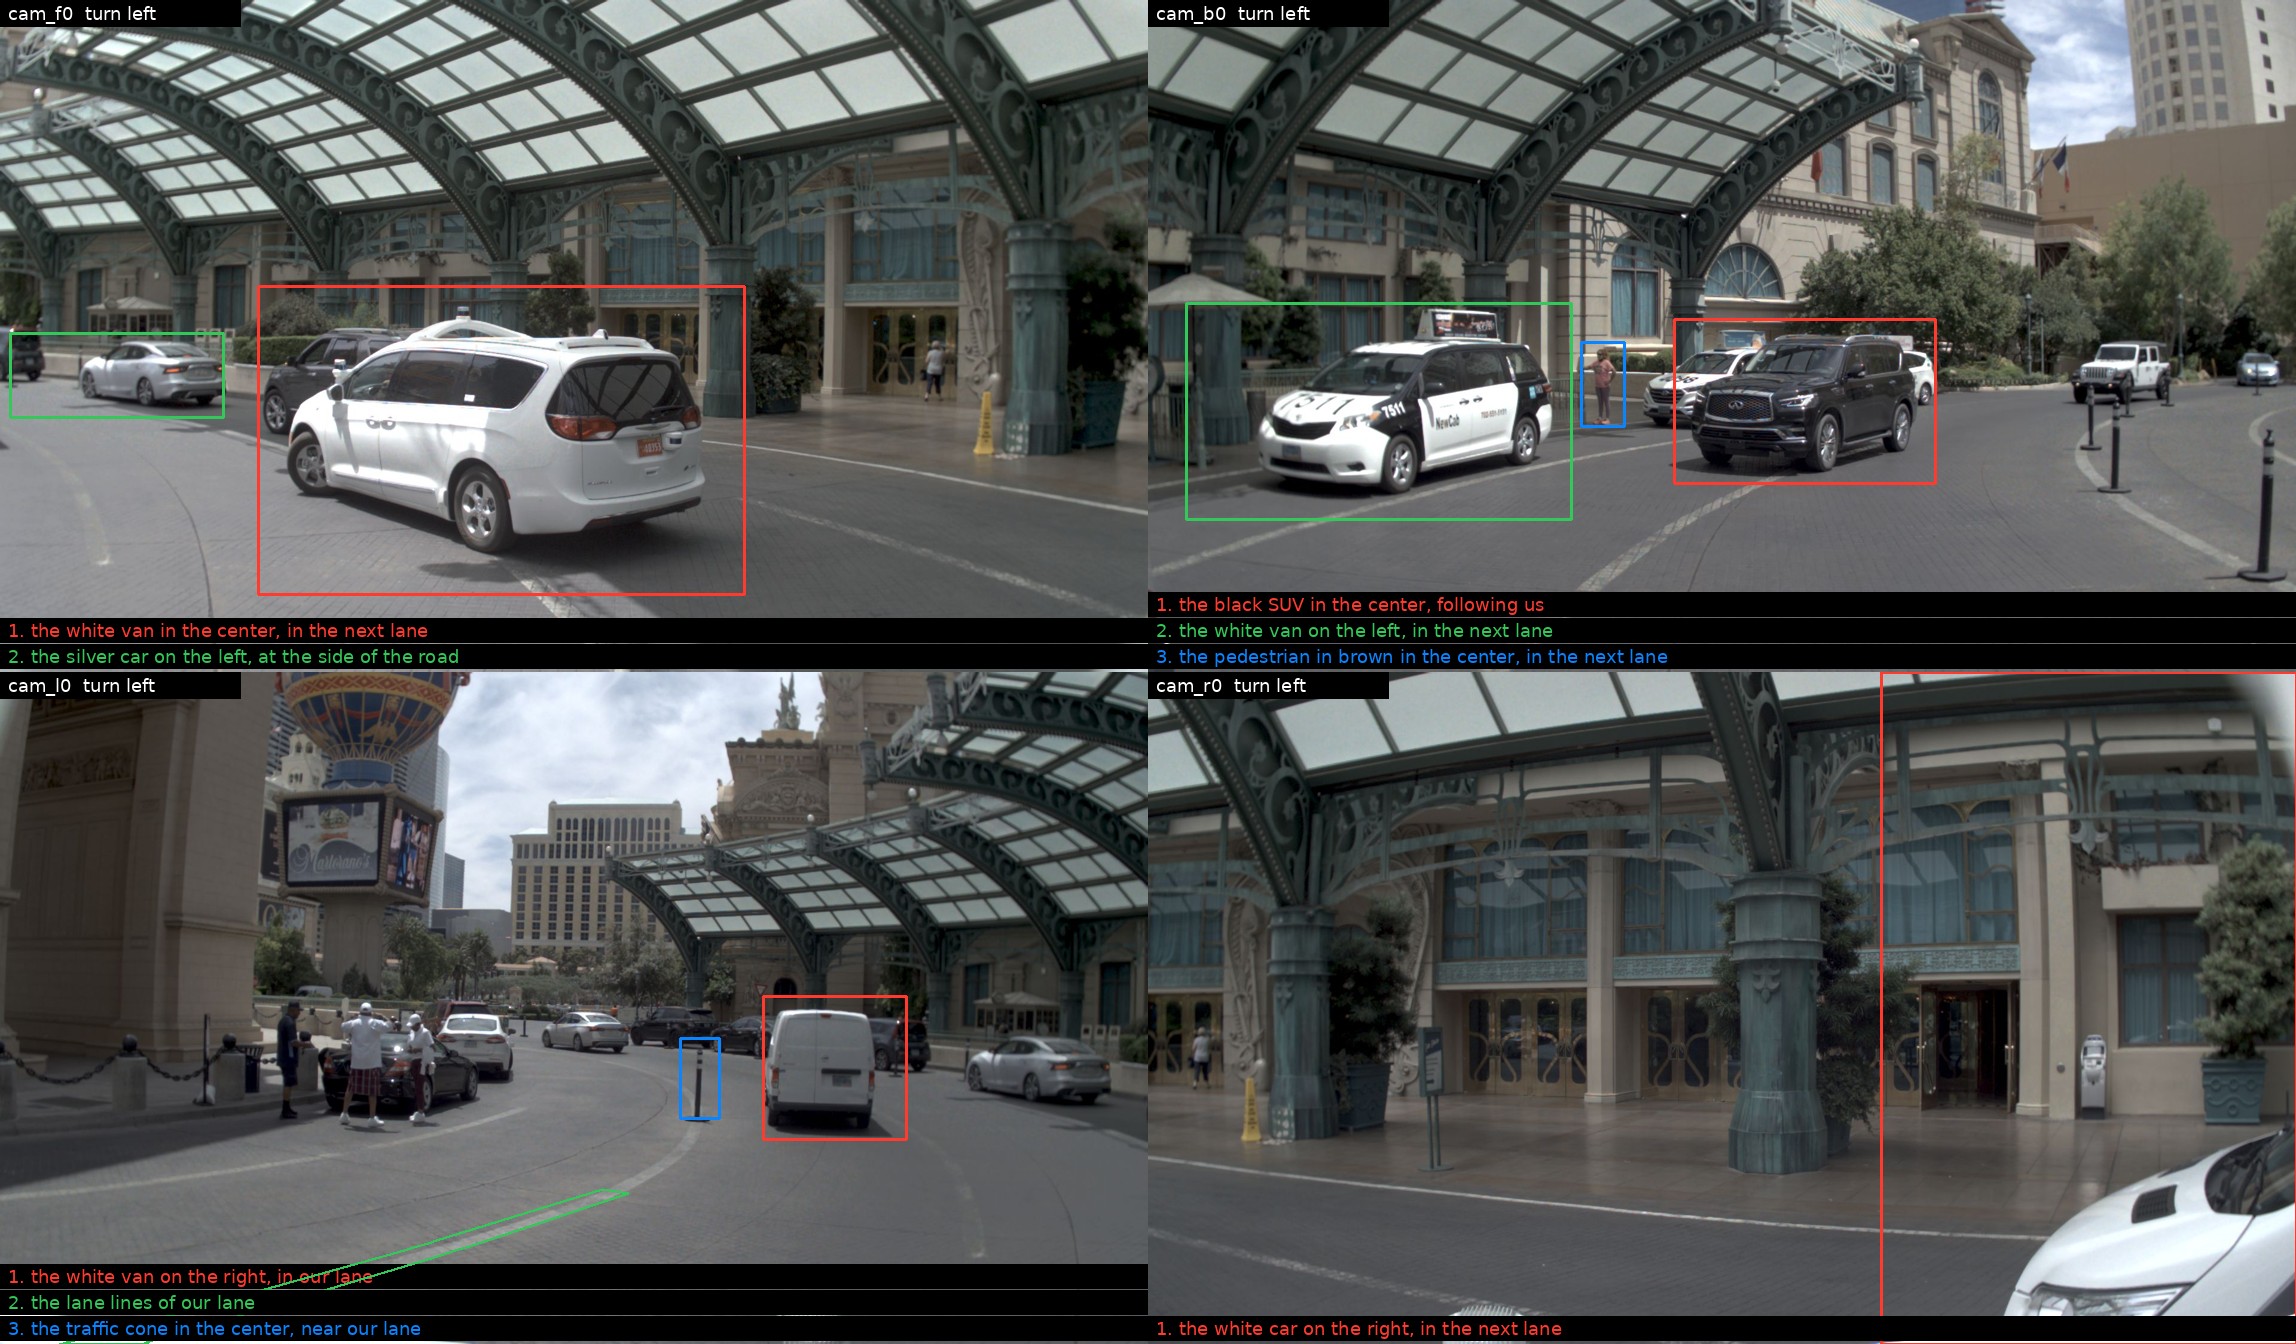 cam_f0 turn left
1. the white van in the center, in the next lane
2. the silver car on the left, at the side of the road
cam_b0 turn left
7511
7511
NewCab
1. the black SUV in the center, following us
2. the white van on the left, in the next lane
3. the pedestrian in brown in the center, in the next lane
cam_l0 turn left
Martorano's
1. the white van on the right, in our lane
2. the lane lines of our lane
3. the traffic cone in the center, near our lane
cam_r0 turn left
1. the white car on the right, in the next lane